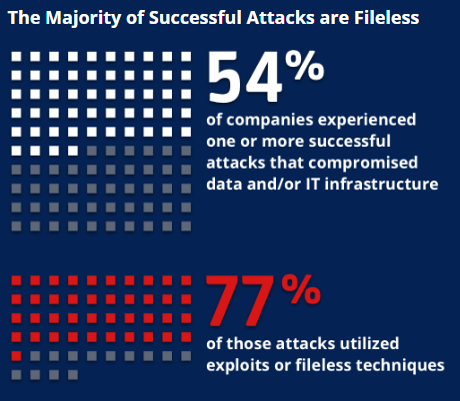 The Majority of Successful Attacks are Fileless
54%
of companies experienced
one or more successful
attacks that compromised
data and/or IT infrastructure
77%
of those attacks utilized
exploits or fileless techniques